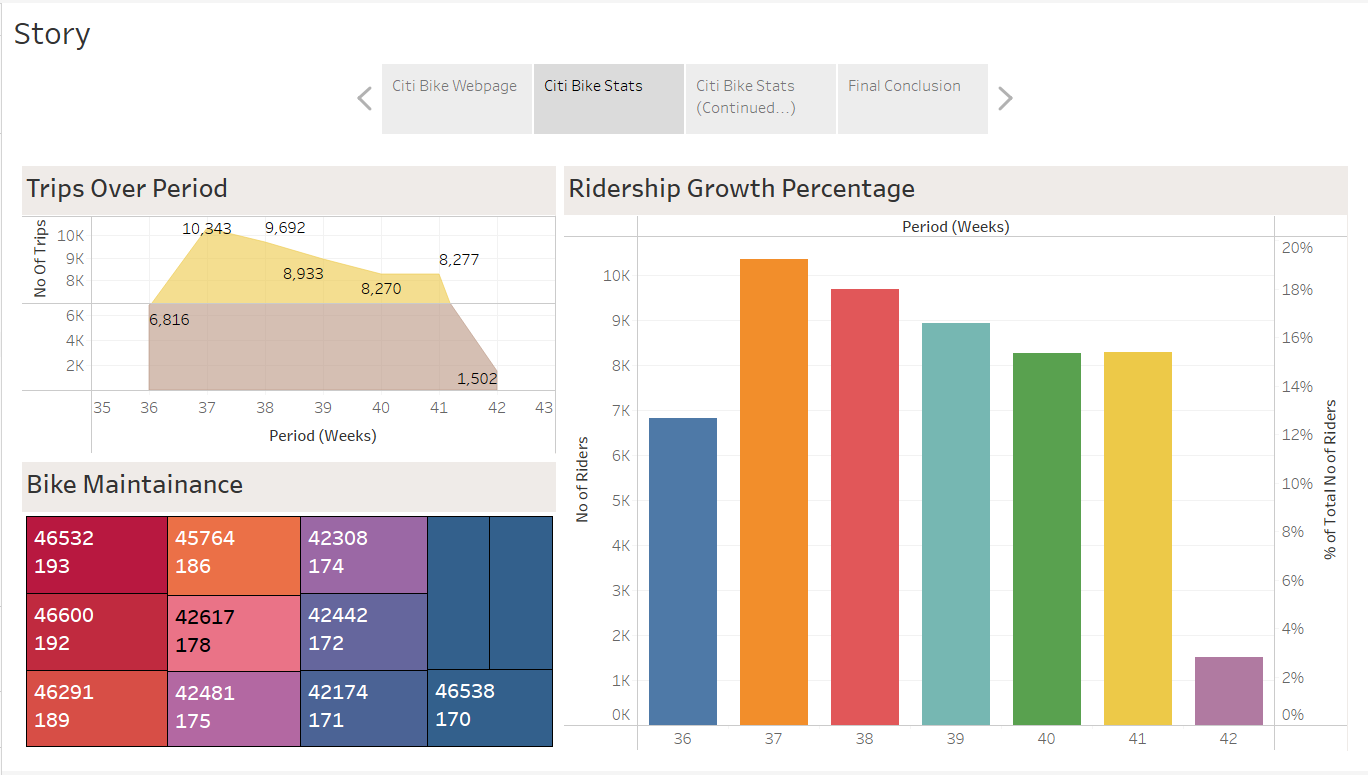 Story
Citi Bike Webpage
Citi Bike Stats
Citi Bike Stats
(Continued...)
Final Conclusion
Trips Over Period
No Of Trips
10K
9K
8K
6K
4K
2K
10,343
9,692
8,933
8,270
8,277
6,816
1,502
35 36 37 38 39 40 41 42 43
Period (Weeks)
Bike Maintainance
46532
193
45764
186
42308
174
46600
192
42617
178
42442
172
46291
189
42481
175
42174
171
46538
170
Ridership Growth Percentage
Period (Weeks)
No of Riders
10K
9K
8K
7K
6K
5K
4K
3K
2K
1K
0K
36 37 38 39 40 41 42
20%
18%
16%
14%
12%
10%
8%
6%
4%
2%
0%
% of Total No of Riders